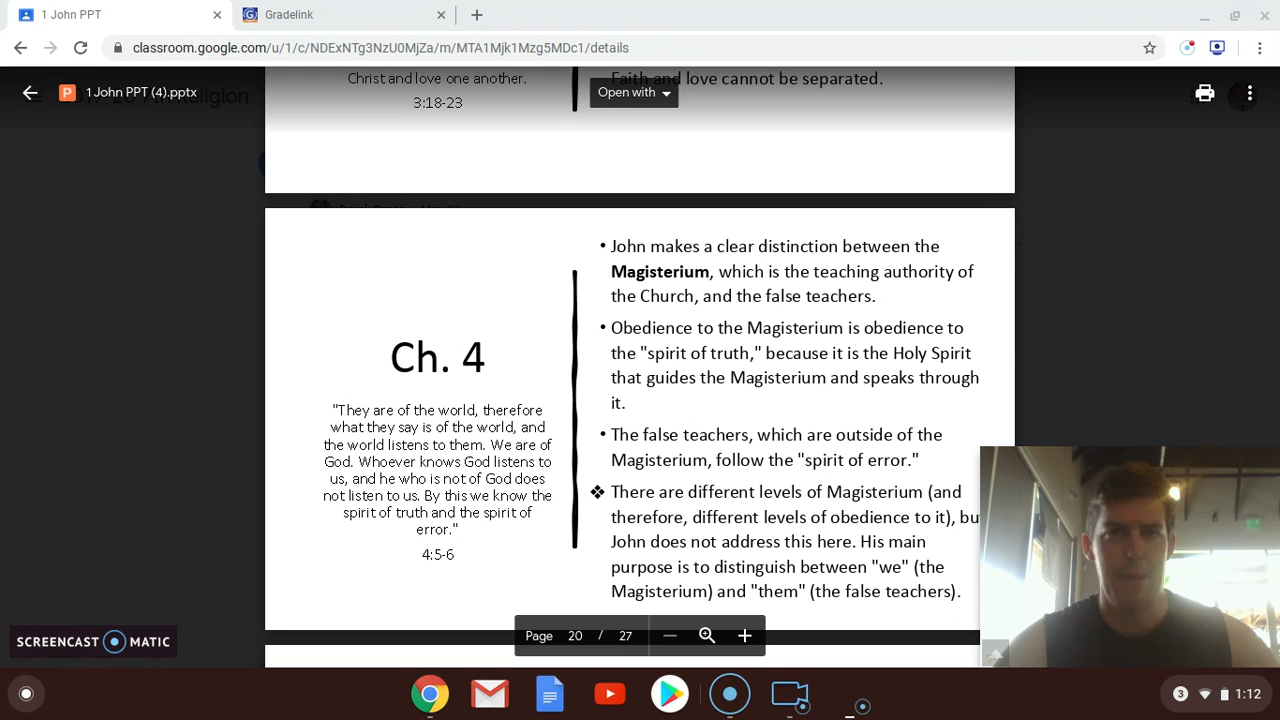 1 John PPT
Gradelink
classroom.google.com/u/1/c/NDExNTg3NzU0MjZa/m/MTA1Mjk1Mzg5MDc1/details
1 John PPT (4).pptx
Open with
Christ and love one another.
3:18-23
Faith and love cannot be separated.
Ch. 4
"They are of the world, therefore
what they say is of the world, and
the world listens to them. We are of
God. Whoever knows God listens to
us, and he who is not of God does
not listen to us. By this we know the
spirit of truth and the spirit of
error."
4:5-6
• John makes a clear distinction between the
Magisterium, which is the teaching authority of
the Church, and the false teachers.
• Obedience to the Magisterium is obedience to
the "spirit of truth," because it is the Holy Spirit
that guides the Magisterium and speaks through
it.
• The false teachers, which are outside of the
Magisterium, follow the "spirit of error."
❖ There are different levels of Magisterium (and
therefore, different levels of obedience to it), bu
John does not address this here. His main
purpose is to distinguish between "we" (the
Magisterium) and "them" (the false teachers).
Page 20 / 27
SCREENCAST MATIC
3
1:12